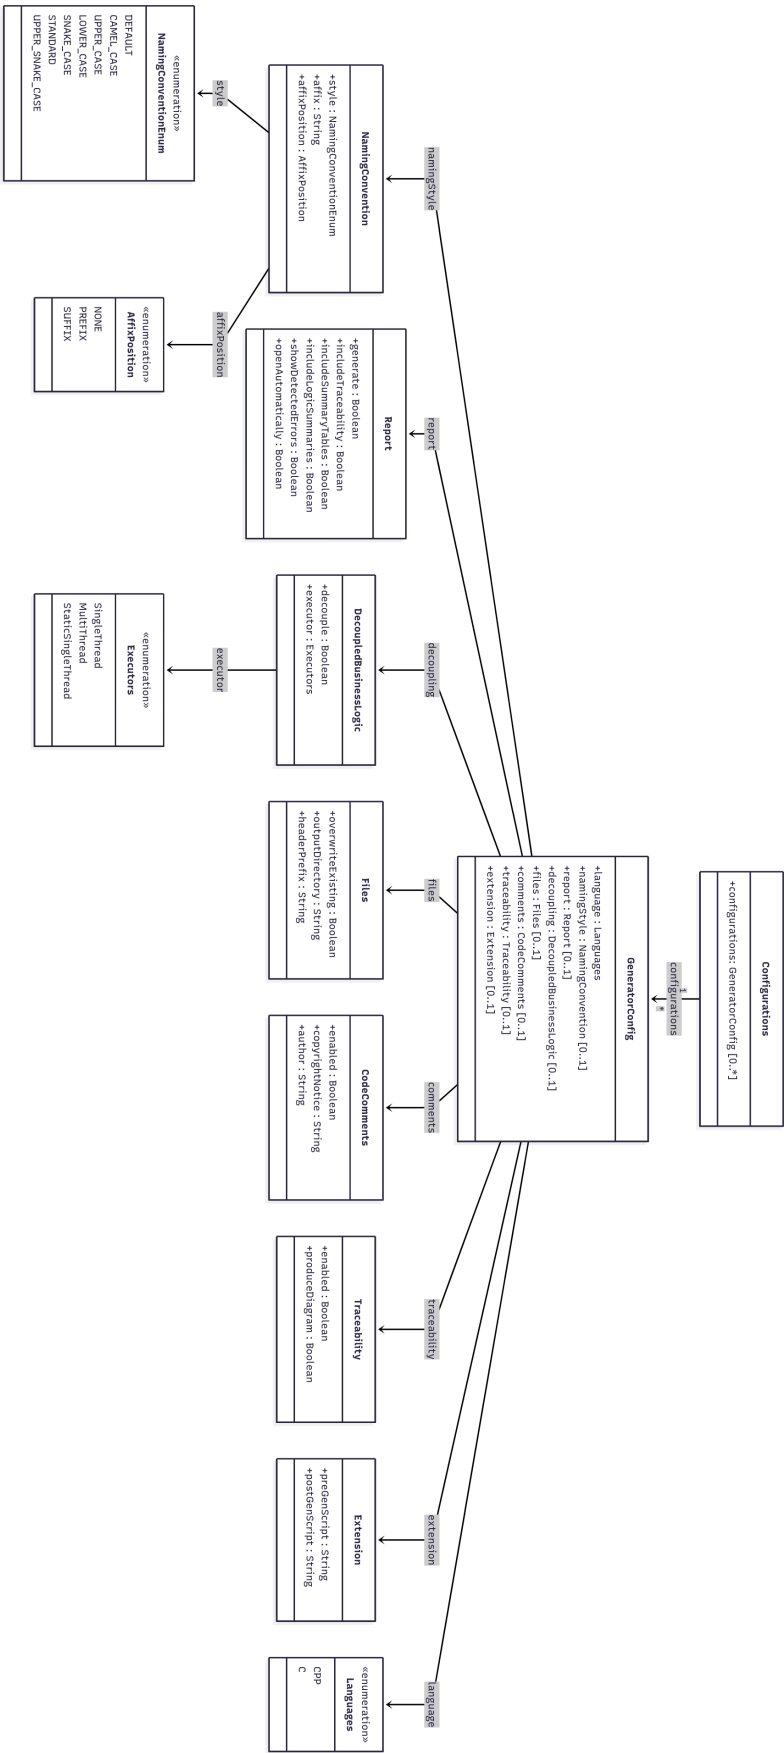 Configurations
+configurations: GeneratorConfig [0..*]
1
configurations
*
GeneratorConfig
+language : Languages
+namingStyle : NamingConvention [0..1]
+report : Report [0..1]
+decoupling : DecoupledBusinessLogic [0..1]
+files : Files [0..1]
+comments : CodeComments [0..1]
+traceability : Traceability [0..1]
+extension : Extension [0..1]
namingStyle
report
decoupling
files
comments
traceability
extension
language
NamingConvention
+style : NamingConventionEnum
+affix : String
+affixPosition : AffixPosition
Report
+generate : Boolean
+includeTraceability : Boolean
+includeSummaryTables : Boolean
+includeLogicSummaries : Boolean
+showDetectedErrors : Boolean
+openAutomatically : Boolean
DecoupledBusinessLogic
+decouple : Boolean
+executor : Executors
Files
+overwriteExisting : Boolean
+outputDirectory : String
+headerPrefix : String
CodeComments
+enabled : Boolean
+copyrightNotice : String
+author : String
Traceability
+enabled : Boolean
+produceDiagram : Boolean
Extension
+preGenScript : String
+postGenScript : String
«enumeration»
Languages
CPP
C
style
affixPosition
executor
«enumeration»
NamingConventionEnum
DEFAULT
CAMEL_CASE
UPPER_CASE
LOWER_CASE
SNAKE_CASE
STANDARD
UPPER_SNAKE_CASE
«enumeration»
AffixPosition
NONE
PREFIX
SUFFIX
«enumeration»
Executors
SingleThread
MultiThread
StaticSingleThread